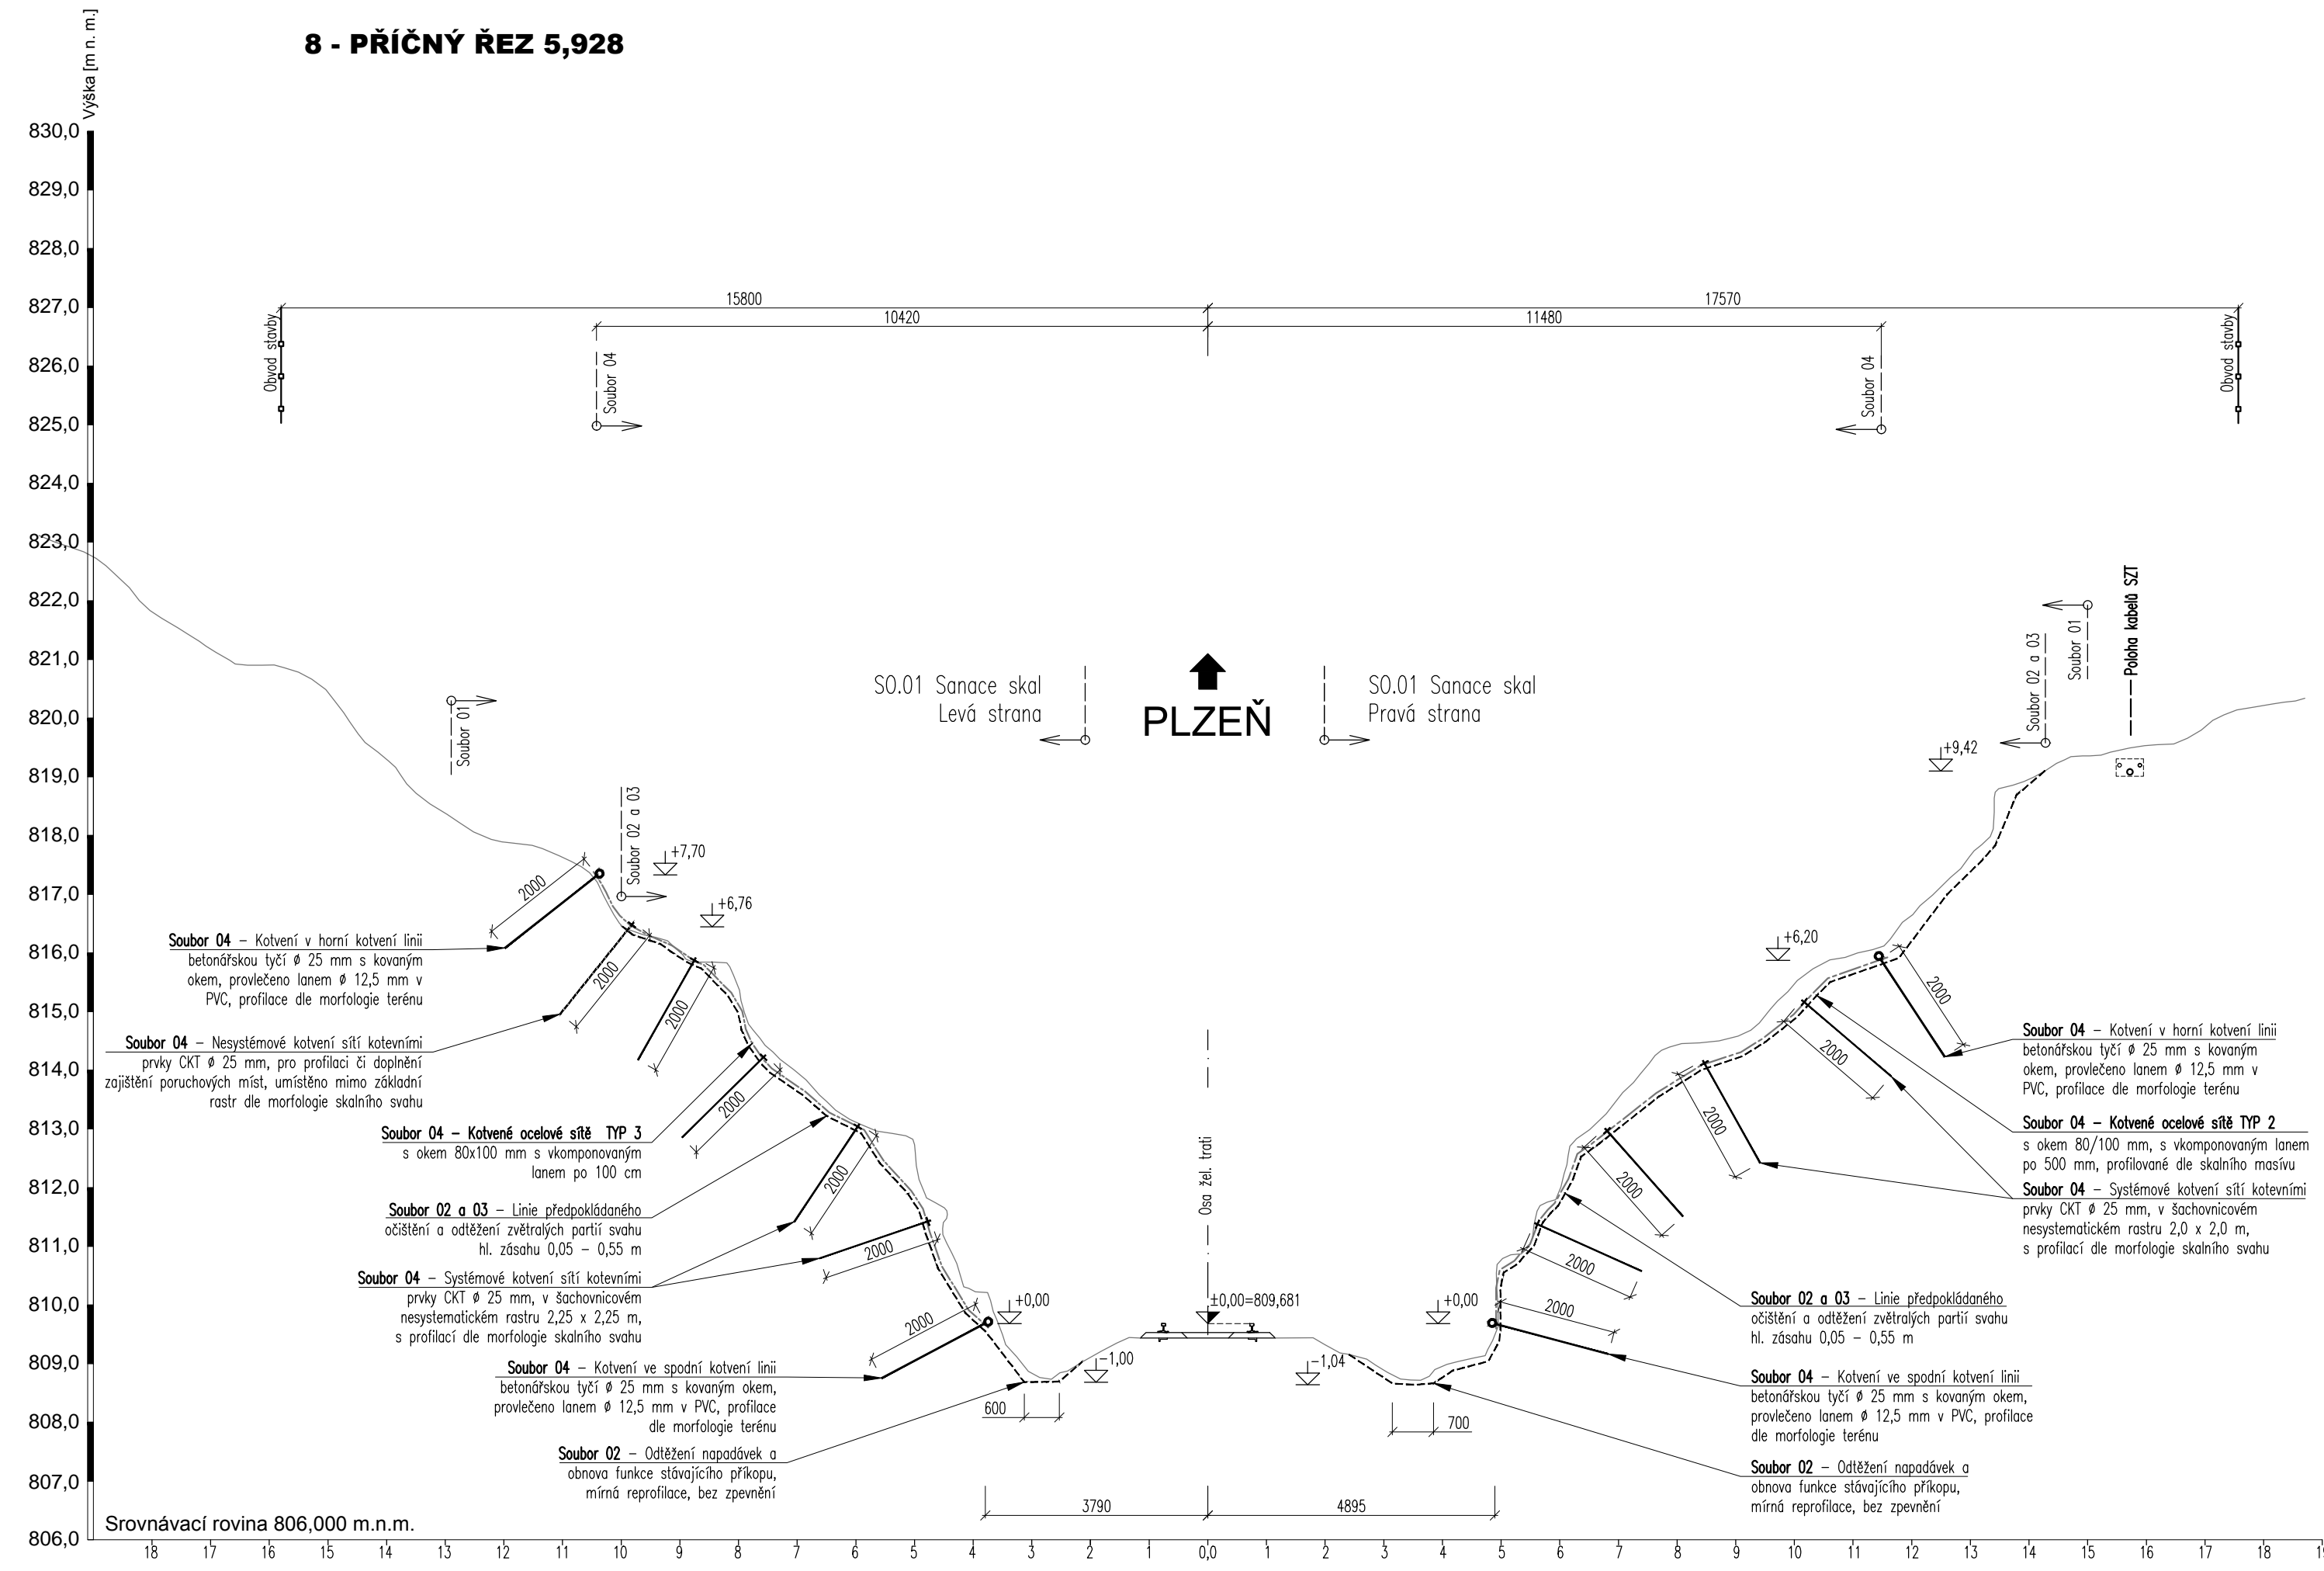 8 - PŘÍČNÝ ŘEZ 5,928
Výška [m n. m.]
830,0
829,0
828,0
827,0
826,0
825,0
824,0
823,0
822,0
821,0
820,0
819,0
818,0
817,0
816,0
815,0
814,0
813,0
812,0
811,0
810,0
809,0
808,0
807,0
806,0
15800
17570
10420
11480
Obvod stavby
Soubor 04
Soubor 04
Obvod stavby
SO.01 Sanace skal
Levá strana
PLZEŇ
SO.01 Sanace skal
Pravá strana
Soubor 01
Soubor 02 a 03
Soubor 02 a 03
Soubor 01
Poloha kabelů SZT
+9,42
+7,70
+6,76
+6,20
2000
2000
2000
2000
2000
2000
2000
Soubor 04 – Kotvení v horní kotvení linii
betonářskou tyčí ø 25 mm s kovaným
okem, provlečeno lanem ø 12,5 mm v
PVC, profilace dle morfologie terénu
Soubor 04 – Nesystémové kotvení sítí kotevními
prvky CKT ø 25 mm, pro profilaci či doplnění
zajištění poruchových míst, umístěno mimo základní
rastr dle morfologie skalního svahu
Soubor 04 – Kotvené ocelové sítě TYP 3
s okem 80x100 mm s vkomponovaným
lanem po 100 cm
Soubor 02 a 03 – Linie předpokládaného
očištění a odtěžení zvětralých partií svahu
hl. zásahu 0,05 – 0,55 m
Soubor 04 – Systémové kotvení sítí kotevními
prvky CKT ø 25 mm, v šachovnicovém
nesystematickém rastru 2,25 x 2,25 m,
s profilací dle morfologie skalního svahu
Soubor 04 – Kotvení ve spodní kotvení linii
betonářskou tyčí ø 25 mm s kovaným okem,
provlečeno lanem ø 12,5 mm v PVC, profilace
dle morfologie terénu
Soubor 02 – Odtěžení napadávek a
obnova funkce stávajícího příkopu,
mírná reprofilace, bez zpevnění
+0,00
-1,00
600
Osa žel. trati
±0,00=809,681
+0,00
-1,04
700
3790
4895
2000
2000
2000
2000
2000
2000
Soubor 04 – Kotvení v horní kotvení linii
betonářskou tyčí ø 25 mm s kovaným
okem, provlečeno lanem ø 12,5 mm v
PVC, profilace dle morfologie terénu
Soubor 04 – Kotvené ocelové sítě TYP 2
s okem 80/100 mm, s vkomponovaným lanem
po 500 mm, profilované dle skalního masívu
Soubor 04 – Systémové kotvení sítí kotevními
prvky CKT ø 25 mm, v šachovnicovém
nesystematickém rastru 2,0 x 2,0 m,
s profilací dle morfologie skalního svahu
Soubor 02 a 03 – Linie předpokládaného
očištění a odtěžení zvětralých partií svahu
hl. zásahu 0,05 – 0,55 m
Soubor 04 – Kotvení ve spodní kotvení linii
betonářskou tyčí ø 25 mm s kovaným okem,
provlečeno lanem ø 12,5 mm v PVC, profilace
dle morfologie terénu
Soubor 02 – Odtěžení napadávek a
obnova funkce stávajícího příkopu,
mírná reprofilace, bez zpevnění
Srovnávací rovina 806,000 m.n.m.
18 17 16 15 14 13 12 11 10 9 8 7 6 5 4 3 2 1 0,0 1 2 3 4 5 6 7 8 9 10 11 12 13 14 15 16 17 18